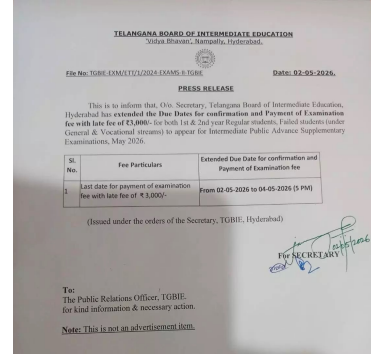 TELANGANA BOARD OF INTERMEDIATE EDUCATION
'Vidya Bhavan', Nampally, Hyderabad.
File No: TGBIE-EXM/ETT/1/2024-EXAMS-II-TGBIE Date: 02-05-2026.
PRESS RELEASE
This is to inform that, O/o. Secretary, Telangana Board of Intermediate Education,
Hyderabad has extended the Due Dates for confirmation and Payment of Examination
fee with late fee of ₹3,000/- for both 1st & 2nd year Regular students, Failed students (under
General & Vocational streams) to appear for Intermediate Public Advance Supplementary
Examinations, May 2026.
Sl. No. Fee Particulars Extended Due Date for confirmation and Payment of Examination fee
1 Last date for payment of examination fee with late fee of ₹ 3,000/- From 02-05-2026 to 04-05-2026 (5 PM)
(Issued under the orders of the Secretary, TGBIE, Hyderabad)
02/05/2026
For SECRETARY
To:
The Public Relations Officer, TGBIE.
for kind information & necessary action.
Note: This is not an advertisement item.